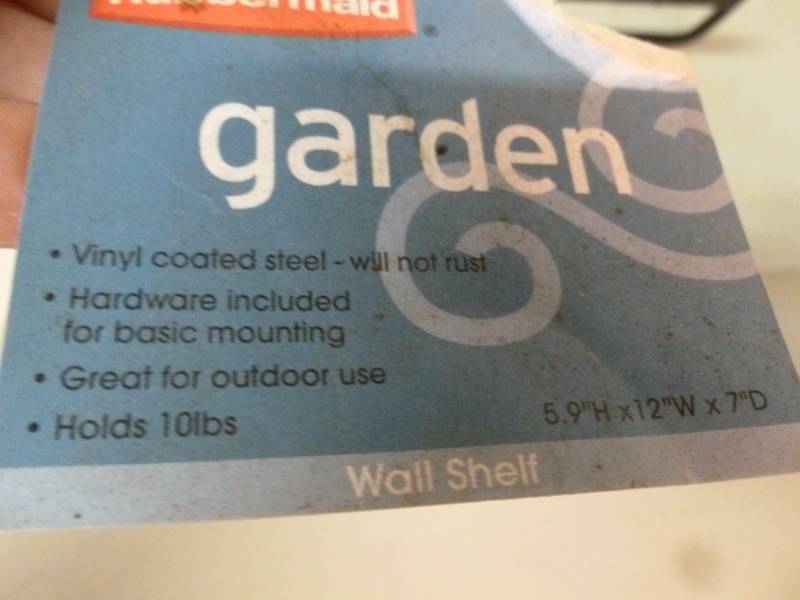 Rubbermaid
garden
• Vinyl coated steel - will not rust
• Hardware included
for basic mounting
• Great for outdoor use
• Holds 10lbs
5.9"H x12"W x 7"D
Wall Shelf